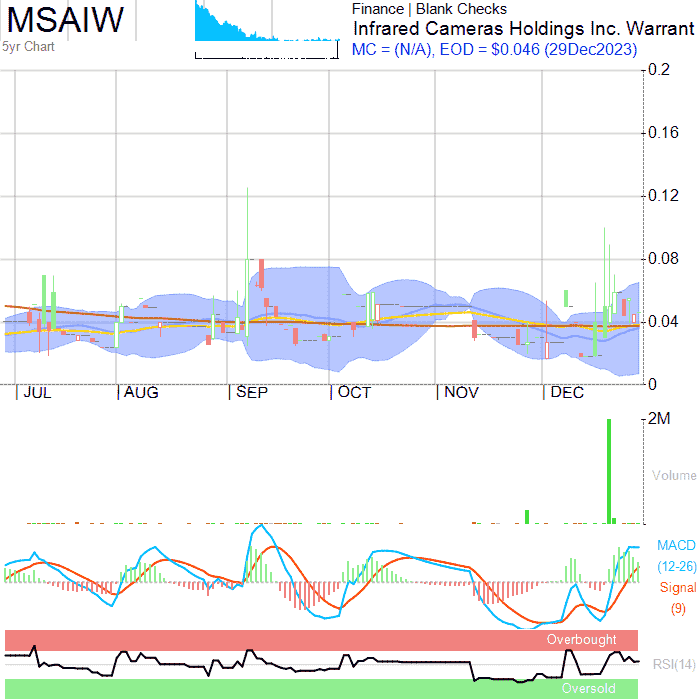 MSAIW
5yr Chart
Finance | Blank Checks
Infrared Cameras Holdings Inc. Warrant
MC = (N/A), EOD = $0.046 (29Dec2023)
0.2
0.16
0.12
0.08
0.04
0
JUL AUG SEP OCT NOV DEC
2M
Volume
MACD
(12-26)
Signal
(9)
Overbought
RSI(14)
Oversold